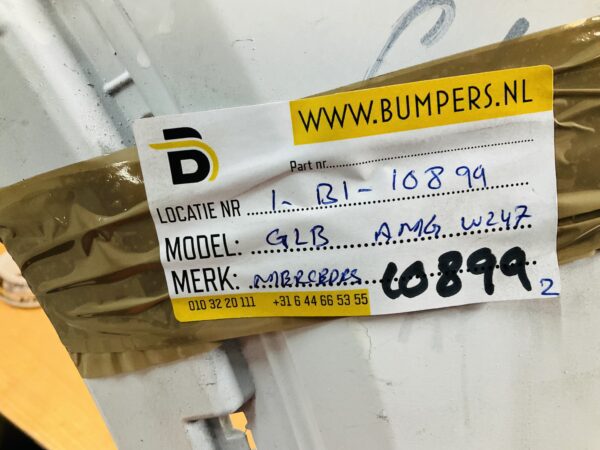 WWW.BUMPERS.NL
B
Part nr.
LOCATIE NR 1- B1-10899
MODEL: GLB AMG W247
MERK: MERCEDES 10899
010 32 20 111 +31 6 44 66 53 55
2